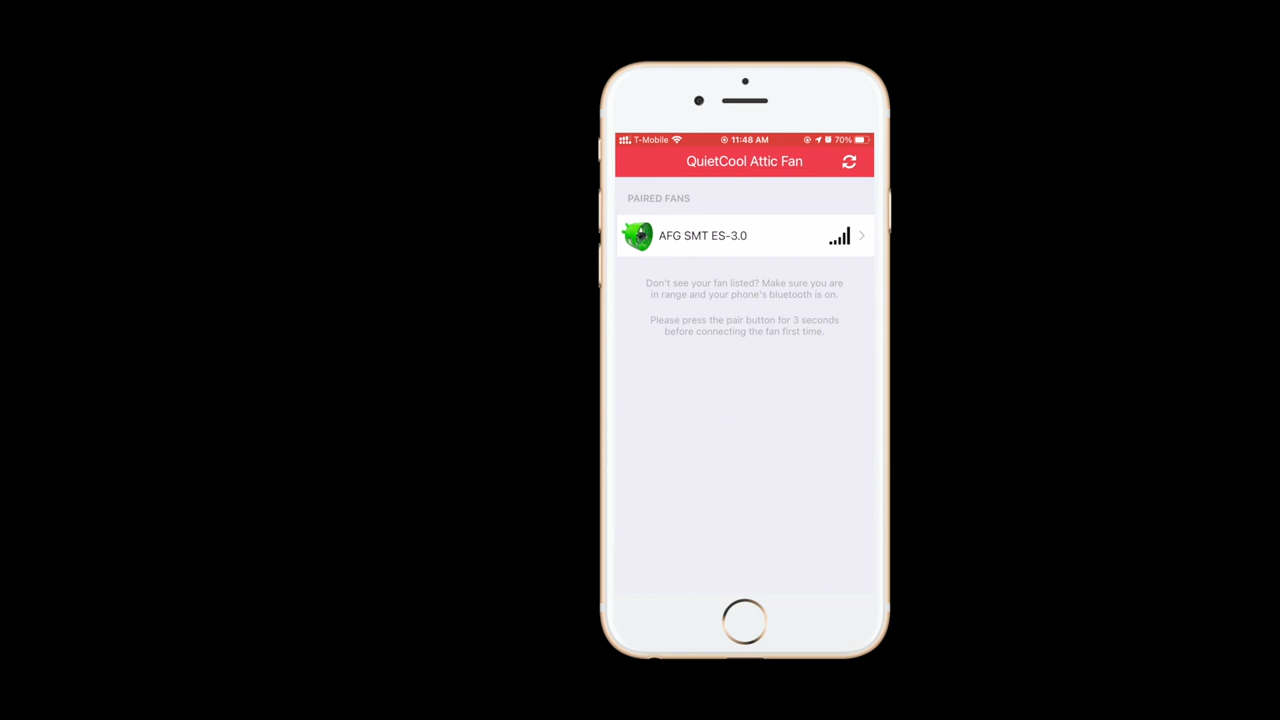 T-Mobile 11:48 AM 70%
QuietCool Attic Fan
PAIRED FANS
AFG SMT ES-3.0
Don't see your fan listed? Make sure you are
in range and your phone's bluetooth is on.
Please press the pair button for 3 seconds
before connecting the fan first time.